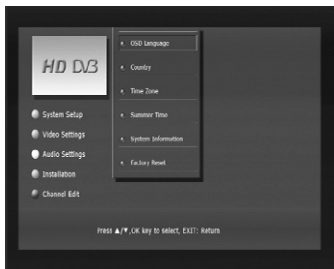 HD DVB
OSD Language
Country
Time Zone
Summer Time
System Information
Factory Reset
System Setup
Video Settings
Audio Settings
Installation
Channel Edit
Press ▲/▼,OK key to select, EXIT: Return